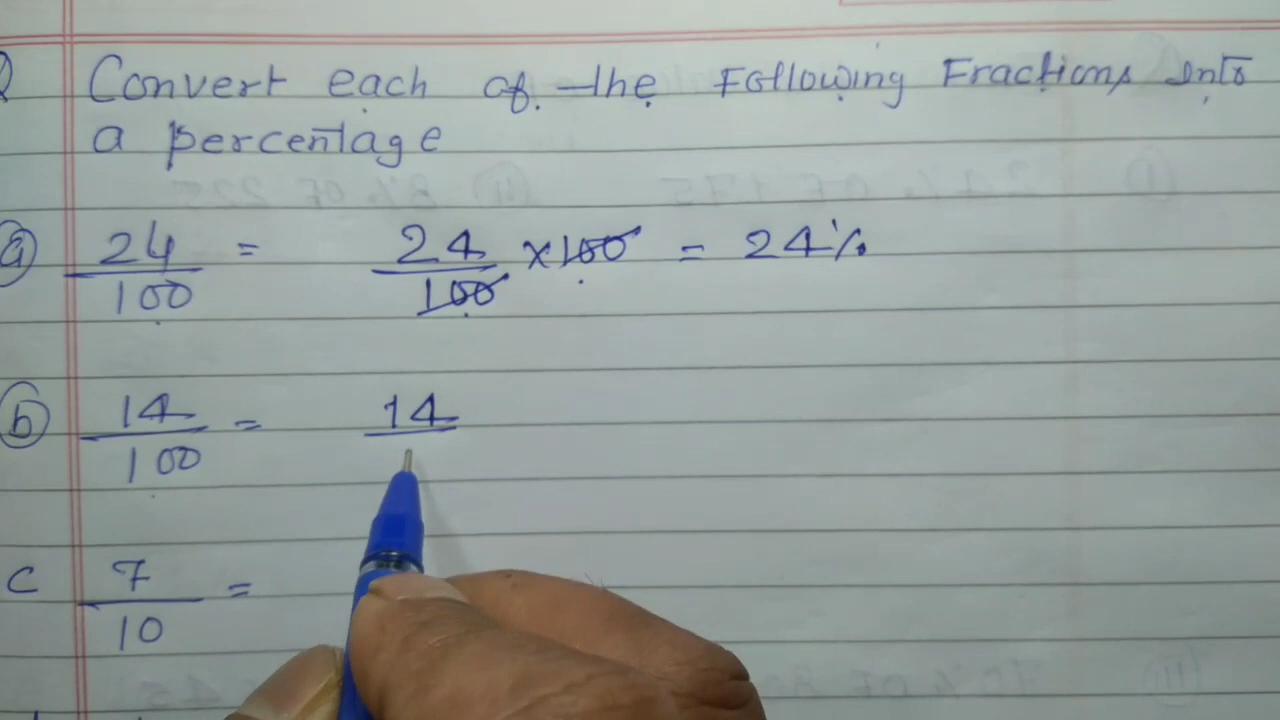 Convert each of the Following Fractions into
a percentage
(a) 24/100 = 24/100 ×100 = 24%
(b) 14/100 = 14
c 7/10 =